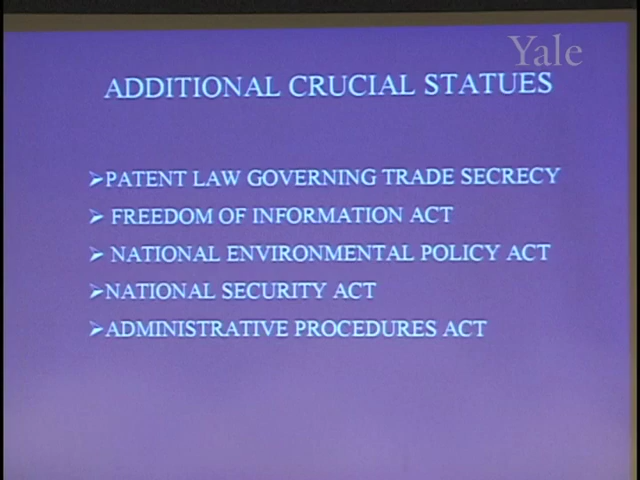 Yale
ADDITIONAL CRUCIAL STATUES
➢PATENT LAW GOVERNING TRADE SECRECY
➢ FREEDOM OF INFORMATION ACT
➢ NATIONAL ENVIRONMENTAL POLICY ACT
➢NATIONAL SECURITY ACT
➢ADMINISTRATIVE PROCEDURES ACT